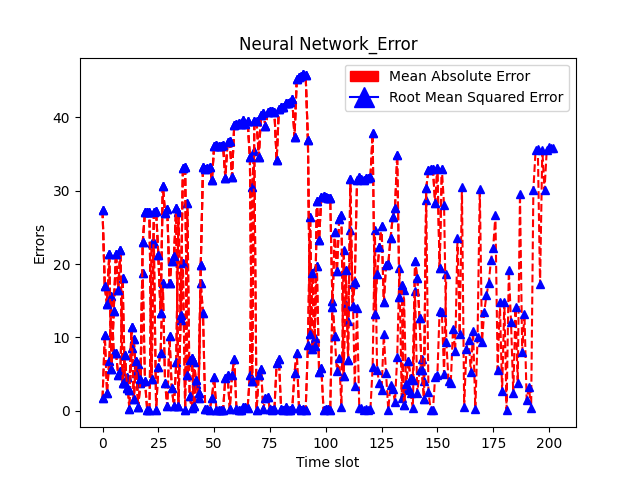 Neural Network_Error
Mean Absolute Error
Root Mean Squared Error
Errors
40
30
20
10
0
0
25
50
75
100
125
150
175
200
Time slot